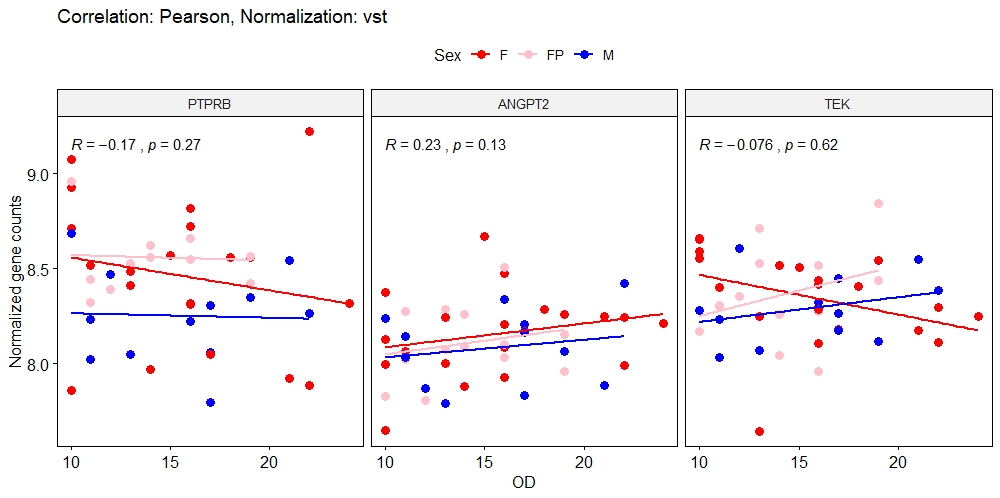 Correlation: Pearson, Normalization: vst
Sex F FP M
PTPRB ANGPT2 TEK
R = −0.17 , p = 0.27 R = 0.23 , p = 0.13 R = −0.076 , p = 0.62
Normalized gene counts
9.0
8.5
8.0
10 15 20 10 15 20 10 15 20
OD